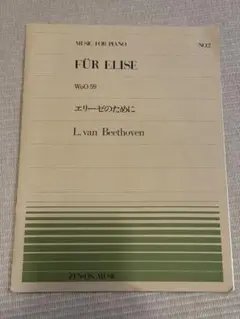 MUSIC FOR PIANO
No.12
FÜR ELISE
WoO 59
エリーゼのために
L. van Beethoven
ZEN-ON MUSIC